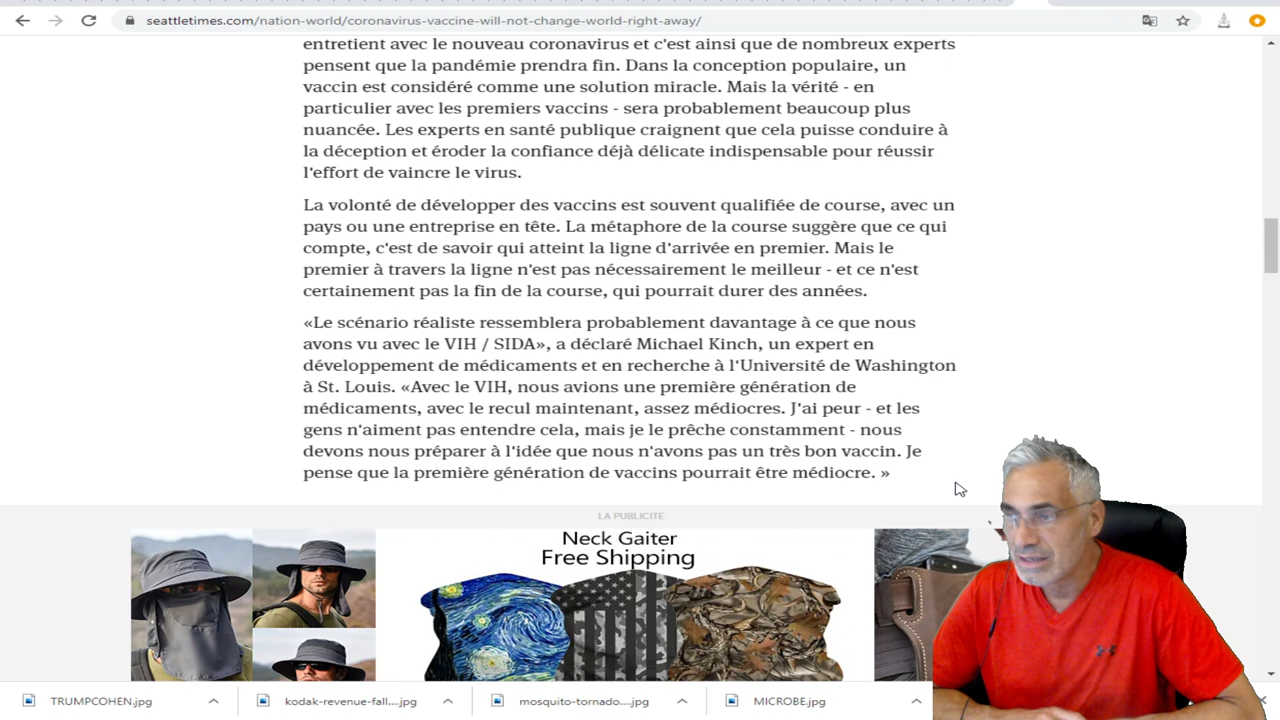 seattletimes.com/nation-world/coronavirus-vaccine-will-not-change-world-right-away/
entretient avec le nouveau coronavirus et c'est ainsi que de nombreux experts
pensent que la pandémie prendra fin. Dans la conception populaire, un
vaccin est considéré comme une solution miracle. Mais la vérité - en
particulier avec les premiers vaccins - sera probablement beaucoup plus
nuancée. Les experts en santé publique craignent que cela puisse conduire à
la déception et éroder la confiance déjà délicate indispensable pour réussir
l'effort de vaincre le virus.
La volonté de développer des vaccins est souvent qualifiée de course, avec un
pays ou une entreprise en tête. La métaphore de la course suggère que ce qui
compte, c'est de savoir qui atteint la ligne d'arrivée en premier. Mais le
premier à travers la ligne n'est pas nécessairement le meilleur - et ce n'est
certainement pas la fin de la course, qui pourrait durer des années.
«Le scénario réaliste ressemblera probablement davantage à ce que nous
avons vu avec le VIH / SIDA», a déclaré Michael Kinch, un expert en
développement de médicaments et en recherche à l'Université de Washington
à St. Louis. «Avec le VIH, nous avions une première génération de
médicaments, avec le recul maintenant, assez médiocres. J'ai peur - et les
gens n'aiment pas entendre cela, mais je le prêche constamment - nous
devons nous préparer à l'idée que nous n'avons pas un très bon vaccin. Je
pense que la première génération de vaccins pourrait être médiocre. »
LA PUBLICITE
Neck Gaiter
Free Shipping
TRUMPCOHEN.jpg
kodak-revenue-fall....jpg
mosquito-tornado....jpg
MICROBE.jpg